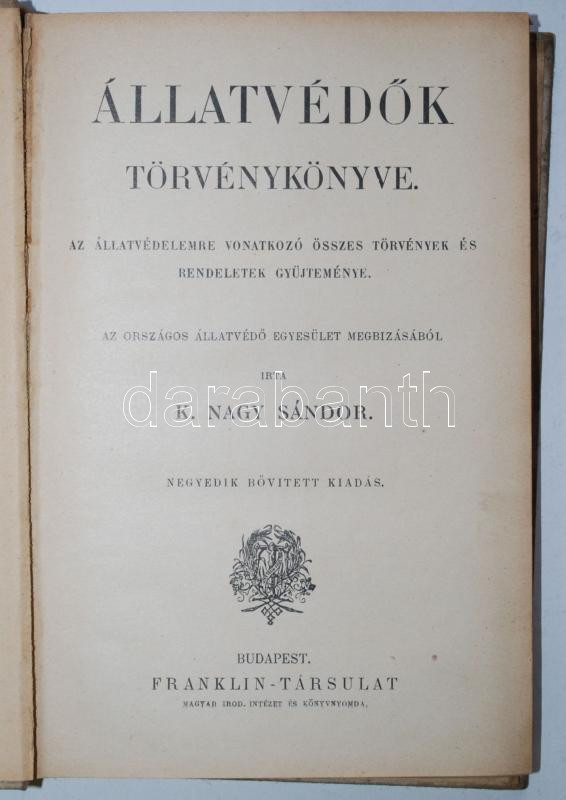 ÁLLATVÉDŐK
TÖRVÉNYKÖNYVE.
AZ ÁLLATVÉDELEMRE VONATKOZÓ ÖSSZES TÖRVÉNYEK ÉS
RENDELETEK GYÜJTEMÉNYE.
AZ ORSZÁGOS ÁLLATVÉDŐ EGYESÜLET MEGBIZÁSÁBÓL
IRTA
darabanth
K. NAGY SÁNDOR.
NEGYEDIK BŐVITETT KIADÁS.
BUDAPEST.
FRANKLIN-TÁRSULAT
MAGYAR IROD. INTÉZET ÉS KÖNYVNYOMDA.